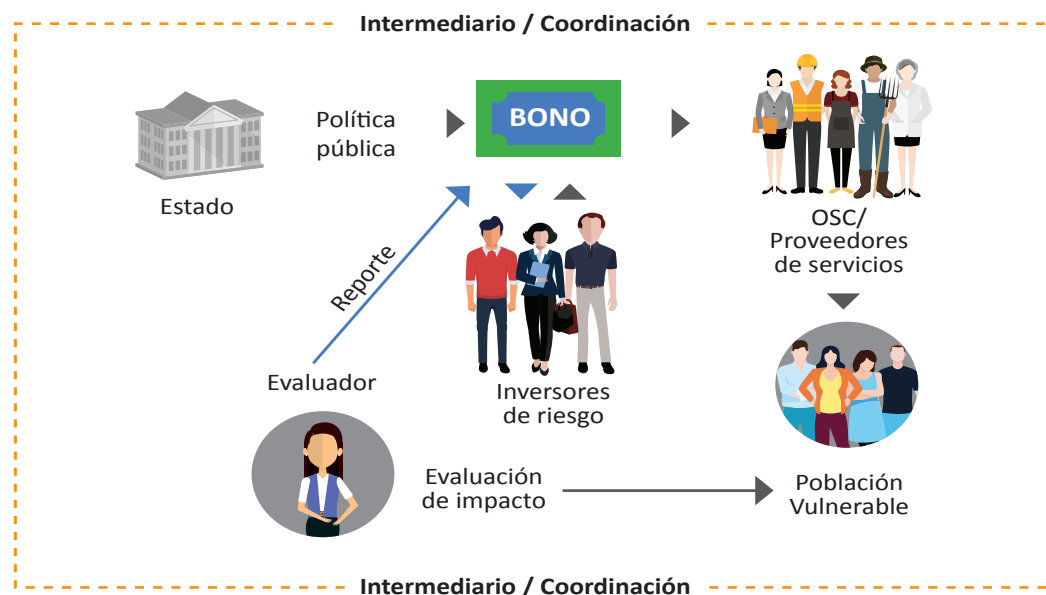 Intermediario / Coordinación
Política
pública
BONO
Estado
OSC/
Proveedores
de servicios
Reporte
Evaluador
Inversores
de riesgo
Evaluación
de impacto
Población
Vulnerable
Intermediario / Coordinación